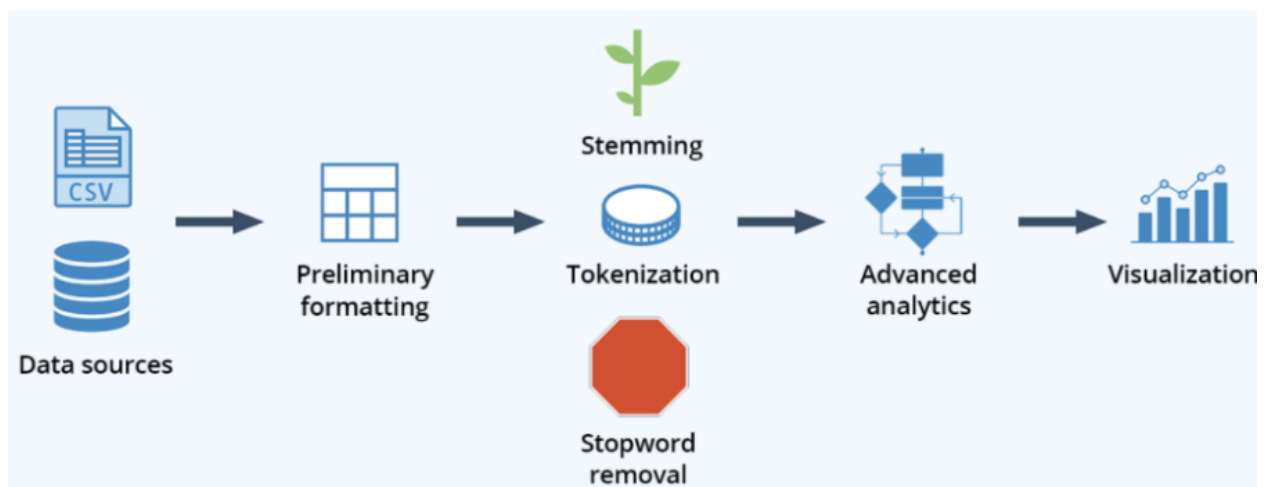 CSV
Data sources
Preliminary
formatting
Stemming
Tokenization
Stopword
removal
Advanced
analytics
Visualization